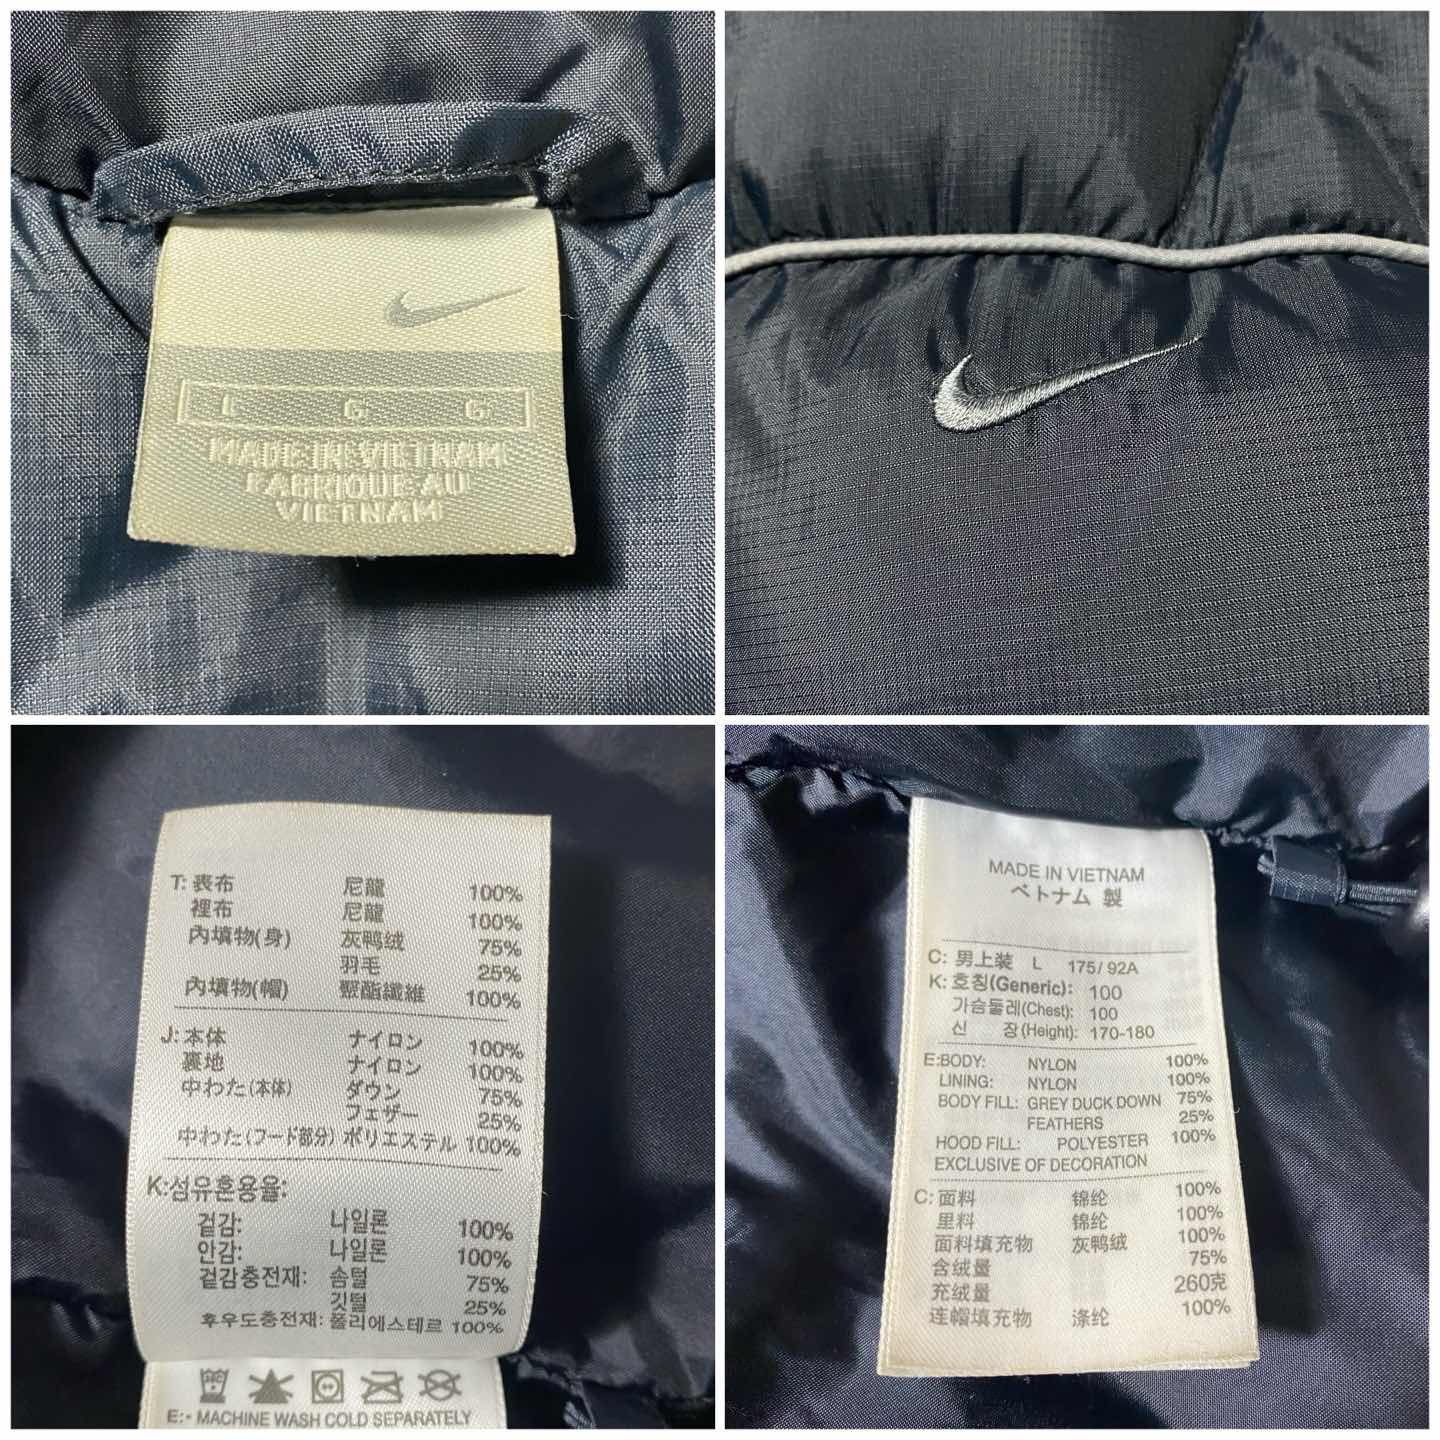 L G G
MADE IN VIETNAM
FABRIQUE AU
VIETNAM
T: 表布 尼龍 100%
裡布 尼龍 100%
內填物(身) 灰鸭绒 75%
羽毛 25%
內填物(帽) 聚酯纖維 100%
J: 本体 ナイロン 100%
裏地 ナイロン 100%
中わた(本体) ダウン 75%
フェザー 25%
中わた(フード部分) ポリエステル 100%
K:섬유혼용율:
겉감: 나일론 100%
안감: 나일론 100%
겉감충전재: 솜털 75%
깃털 25%
후우도충전재: 폴리에스테르 100%
E:- MACHINE WASH COLD SEPARATELY
MADE IN VIETNAM
ベトナム 製
C: 男上装 L 175/92A
K: 호칭(Generic): 100
가슴둘레(Chest): 100
신 장(Height): 170-180
E:BODY: NYLON 100%
LINING: NYLON 100%
BODY FILL: GREY DUCK DOWN 75%
FEATHERS 25%
HOOD FILL: POLYESTER 100%
EXCLUSIVE OF DECORATION
C: 面料 锦纶 100%
里料 锦纶 100%
面料填充物 灰鸭绒 100%
含绒量 75%
充绒量 260克
连帽填充物 涤纶 100%